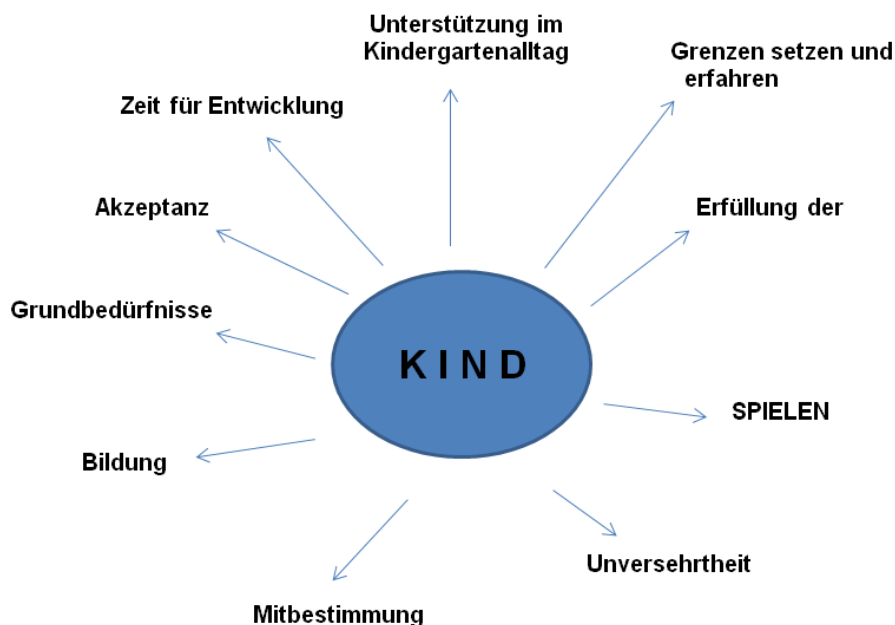 Unterstützung im
Kindergartenalltag
Grenzen setzen und
erfahren
Zeit für Entwicklung
Akzeptanz
Erfüllung der
Grundbedürfnisse
K I N D
SPIELEN
Bildung
Unversehrtheit
Mitbestimmung